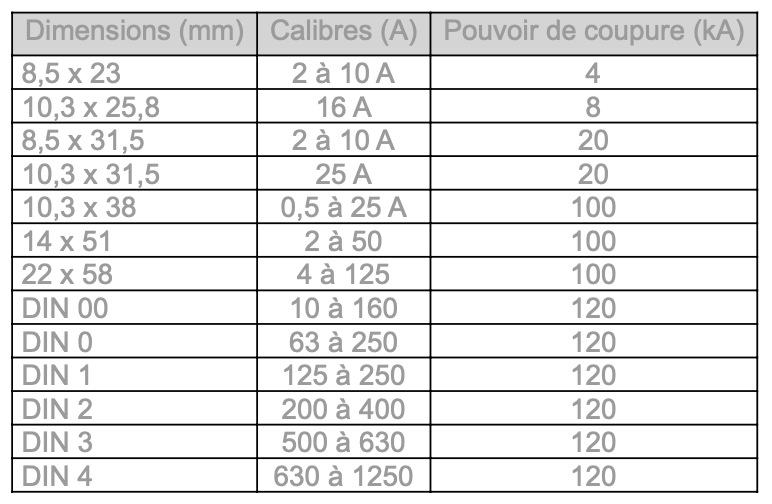 Dimensions (mm) Calibres (A) Pouvoir de coupure (kA)
8,5 x 23 2 à 10 A 4
10,3 x 25,8 16 A 8
8,5 x 31,5 2 à 10 A 20
10,3 x 31,5 25 A 20
10,3 x 38 0,5 à 25 A 100
14 x 51 2 à 50 100
22 x 58 4 à 125 100
DIN 00 10 à 160 120
DIN 0 63 à 250 120
DIN 1 125 à 250 120
DIN 2 200 à 400 120
DIN 3 500 à 630 120
DIN 4 630 à 1250 120